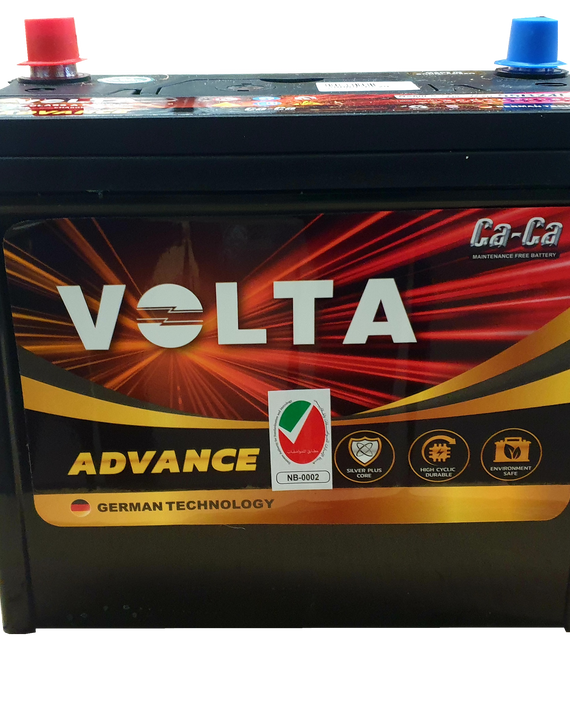 Ca-Ca
MAINTENANCE FREE BATTERY
VOLTA
ADVANCE
NB-0002
SILVER PLUS
CORE
HIGH CYCLIC
DURABLE
ENVIRONMENT
SAFE
GERMAN TECHNOLOGY